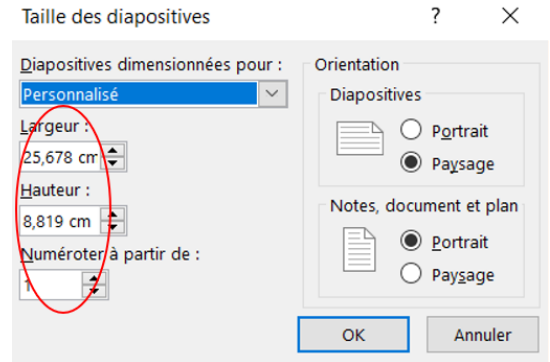 Taille des diapositives
? ×
Diapositives dimensionnées pour :
Personnalisé
Largeur :
25,678 cm
Hauteur :
8,819 cm
Numéroter à partir de :
1
Orientation
Diapositives
Portrait
Paysage
Notes, document et plan
Portrait
Paysage
OK
Annuler